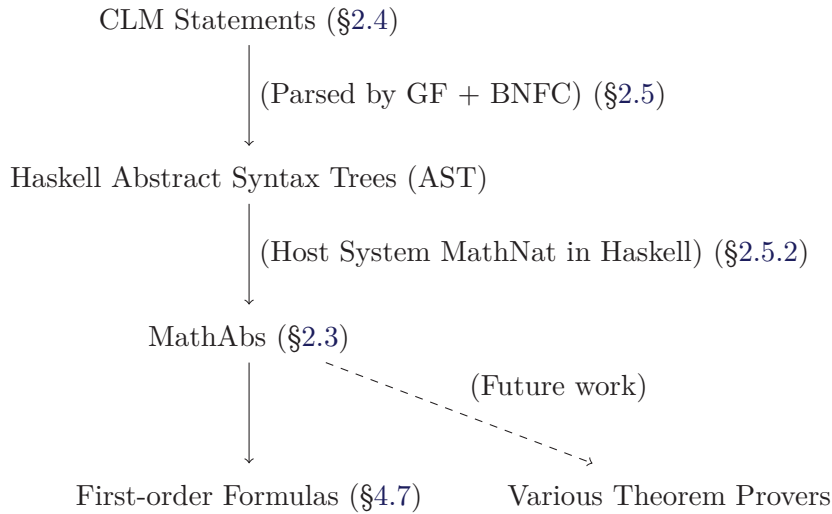 CLM Statements (§2.4)
(Parsed by GF + BNFC) (§2.5)
Haskell Abstract Syntax Trees (AST)
(Host System MathNat in Haskell) (§2.5.2)
MathAbs (§2.3)
(Future work)
First-order Formulas (§4.7)
Various Theorem Provers